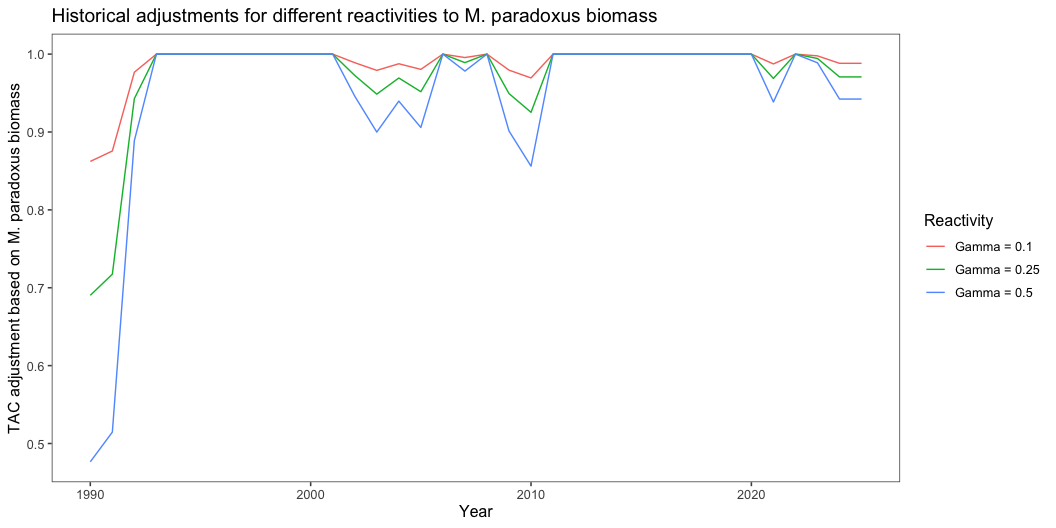 Historical adjustments for different reactivities to M. paradoxus biomass
TAC adjustment based on M. paradoxus biomass
1.0
0.9
0.8
0.7
0.6
0.5
1990
2000
2010
2020
Year
Reactivity
Gamma = 0.1
Gamma = 0.25
Gamma = 0.5